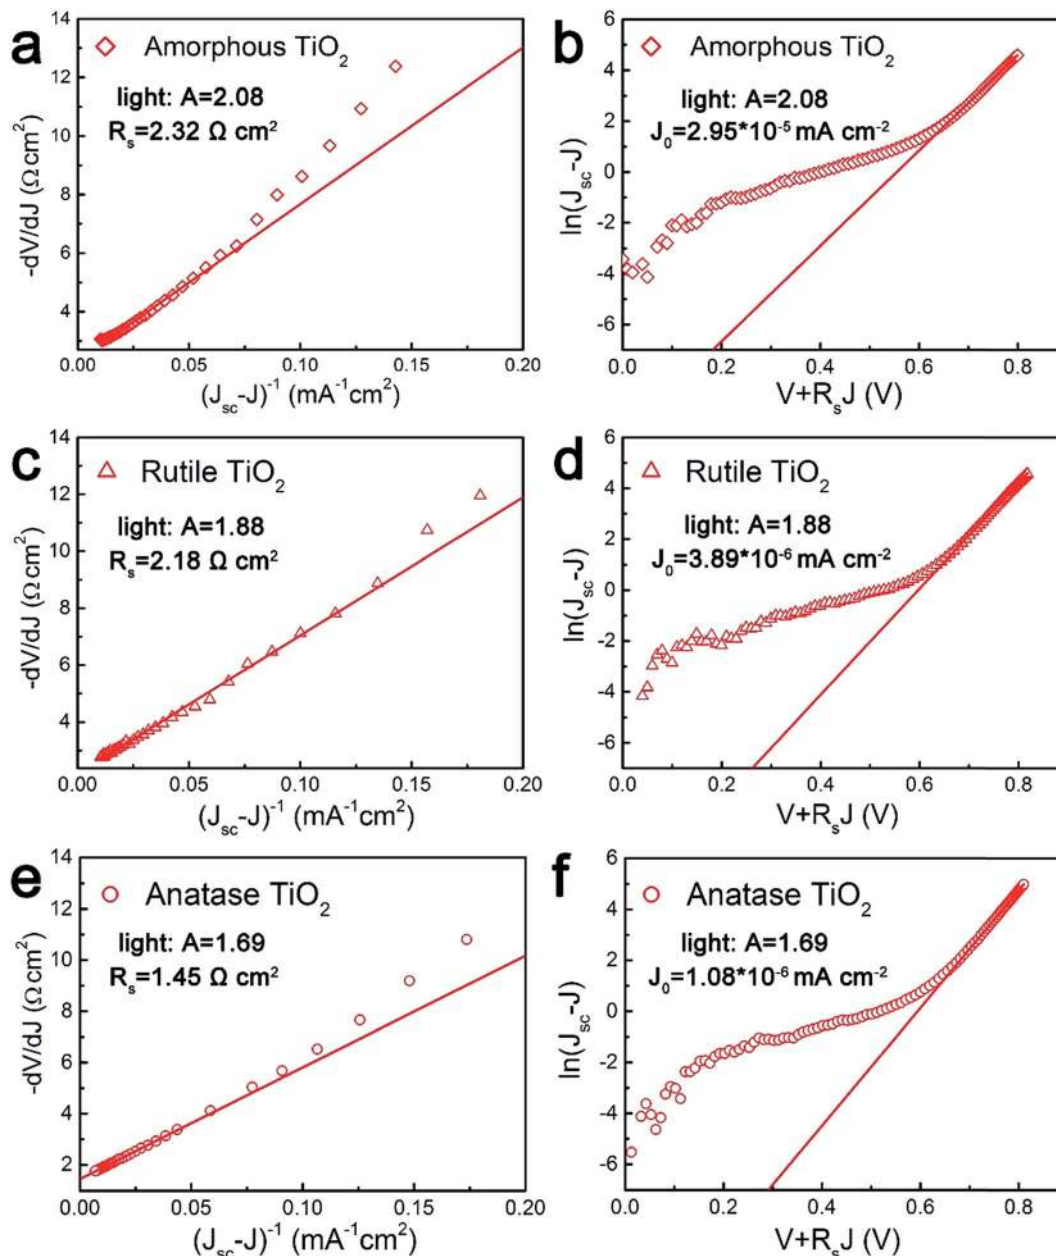 a
Amorphous TiO2
light: A=2.08
Rs=2.32 Ω cm²
-dV/dJ (Ωcm²)
14
12
10
8
6
4
0.00 0.05 0.10 0.15 0.20
(Jsc-J)⁻¹ (mA⁻¹cm²)
b
Amorphous TiO2
light: A=2.08
J0=2.95*10⁻⁵ mA cm⁻²
ln(Jsc-J)
6
4
2
0
-2
-4
-6
0.0 0.2 0.4 0.6 0.8
V+RsJ (V)
c
Rutile TiO2
light: A=1.88
Rs=2.18 Ω cm²
-dV/dJ (Ωcm²)
14
12
10
8
6
4
0.00 0.05 0.10 0.15 0.20
(Jsc-J)⁻¹ (mA⁻¹cm²)
d
Rutile TiO2
light: A=1.88
J0=3.89*10⁻⁶ mA cm⁻²
ln(Jsc-J)
6
4
2
0
-2
-4
-6
0.0 0.2 0.4 0.6 0.8
V+RsJ (V)
e
Anatase TiO2
light: A=1.69
Rs=1.45 Ω cm²
-dV/dJ (Ωcm²)
14
12
10
8
6
4
2
0.00 0.05 0.10 0.15 0.20
(Jsc-J)⁻¹ (mA⁻¹cm²)
f
Anatase TiO2
light: A=1.69
J0=1.08*10⁻⁶ mA cm⁻²
ln(Jsc-J)
6
4
2
0
-2
-4
-6
0.0 0.2 0.4 0.6 0.8
V+RsJ (V)